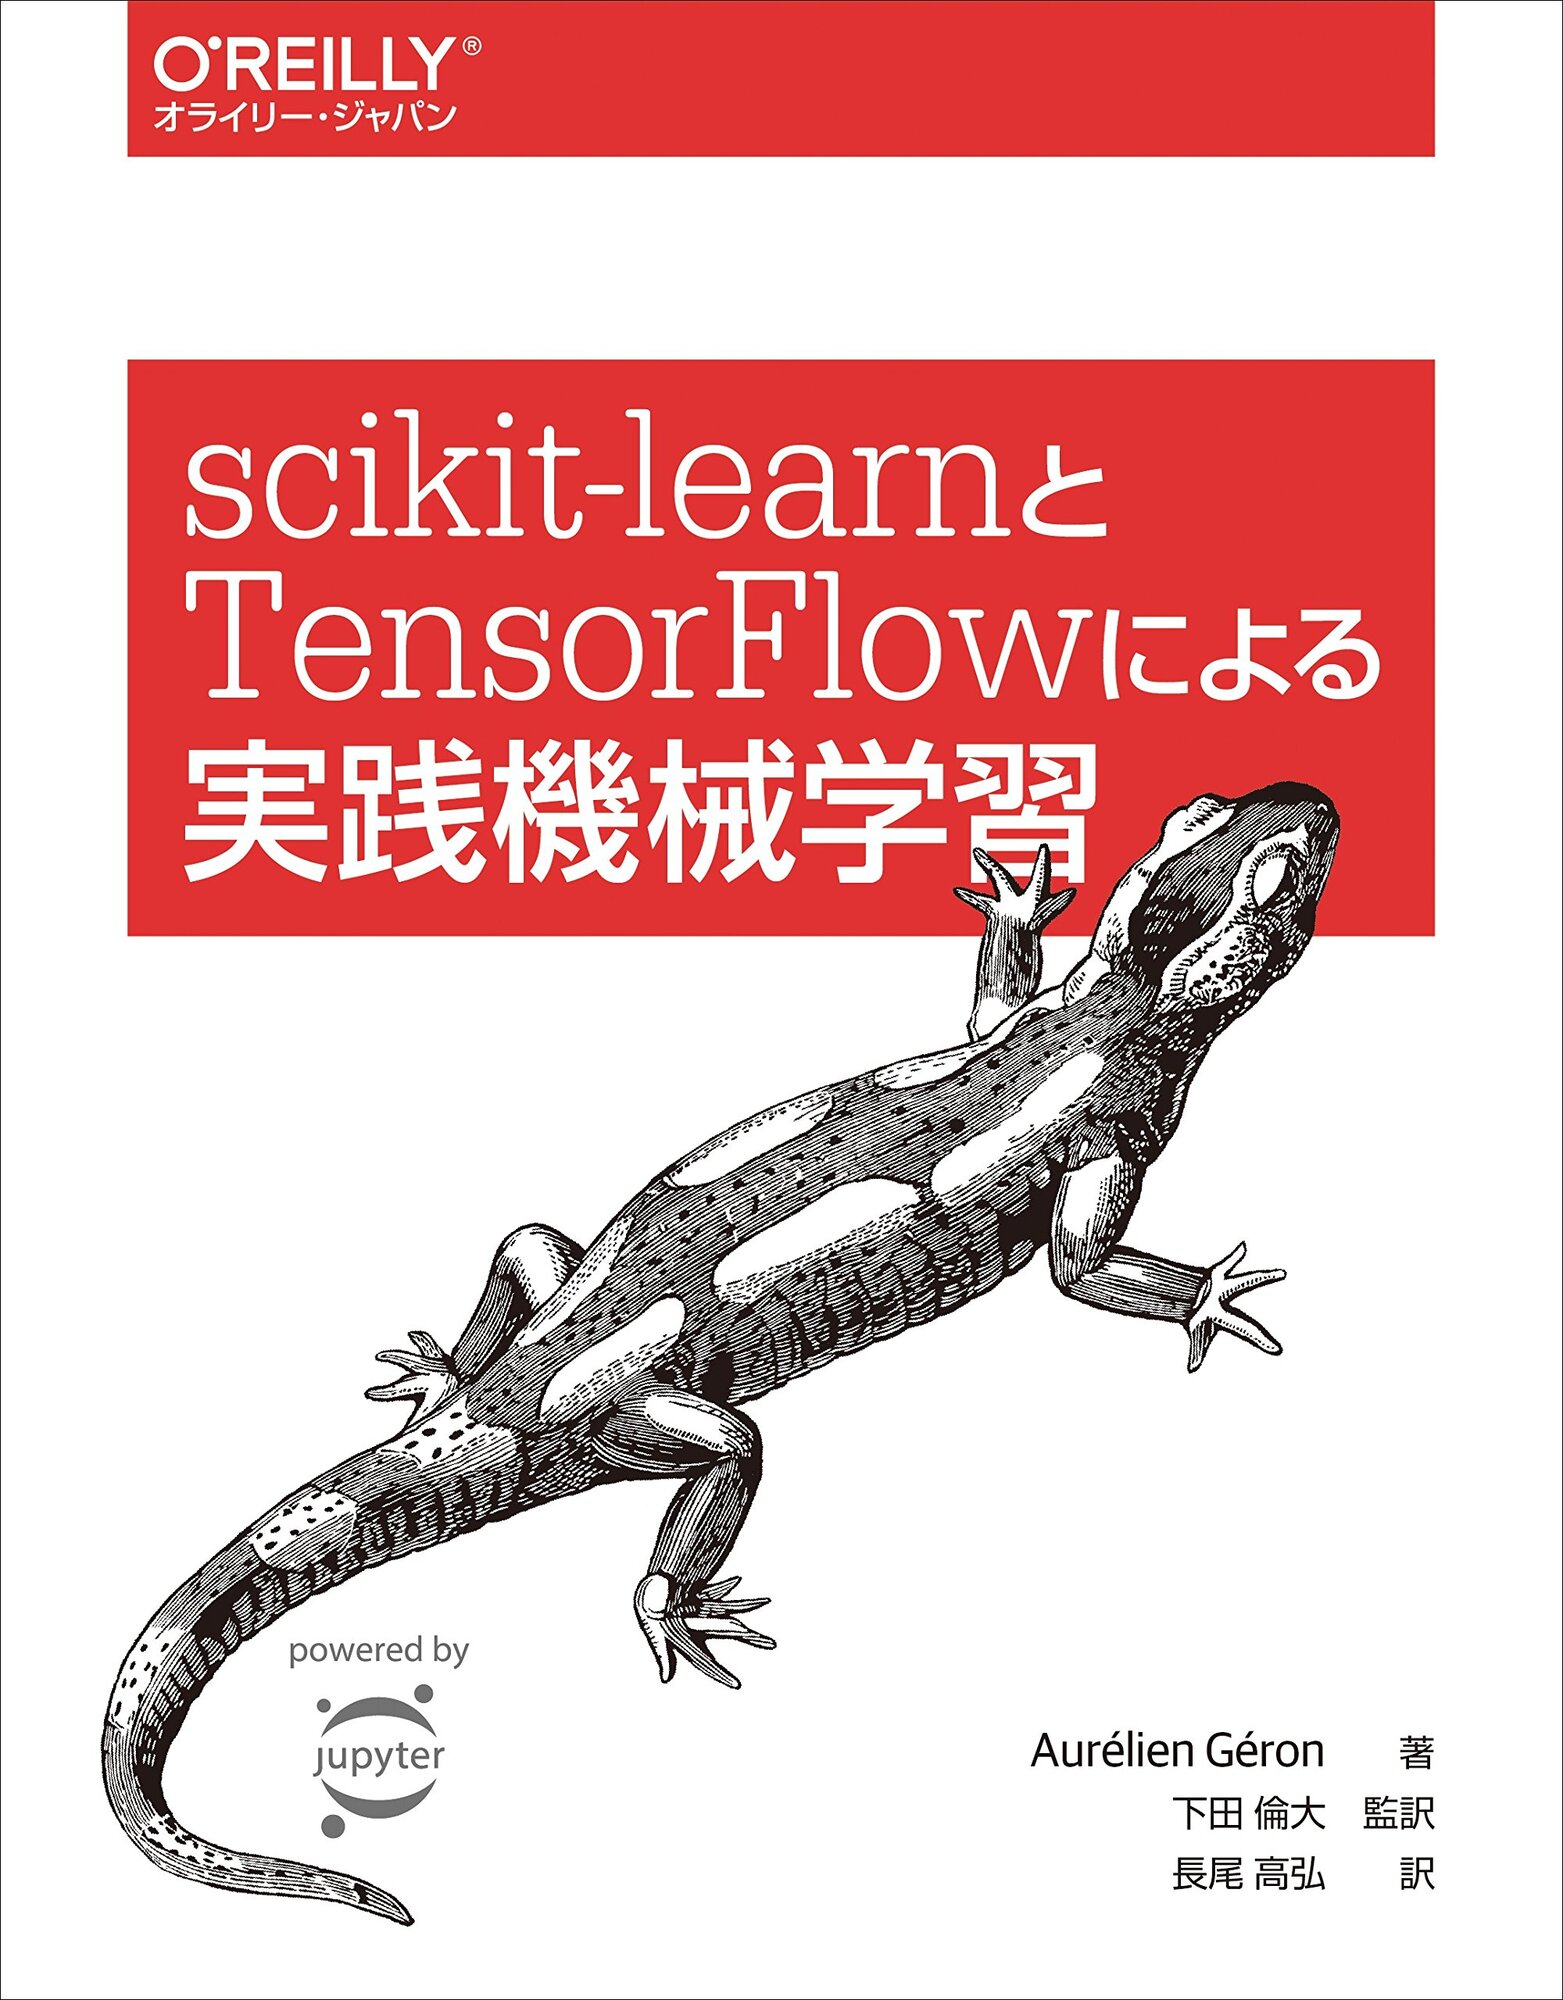 O'REILLY®
オライリー・ジャパン
scikit-learnと
TensorFlowによる
実践機械学習
powered by
jupyter
Aurélien Géron 著
下田 倫大 監訳
長尾 高弘 訳